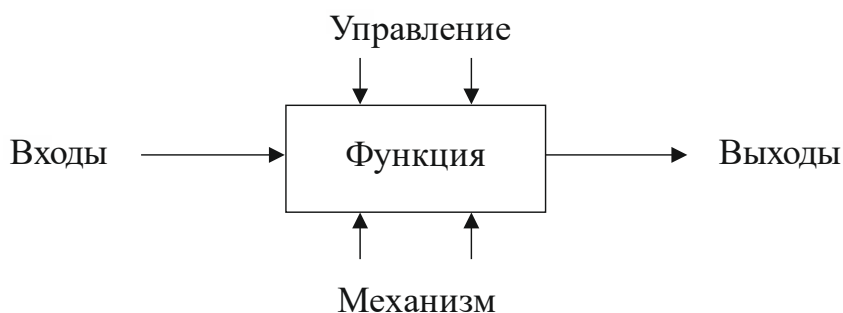 Управление
Входы
Функция
Выходы
Механизм